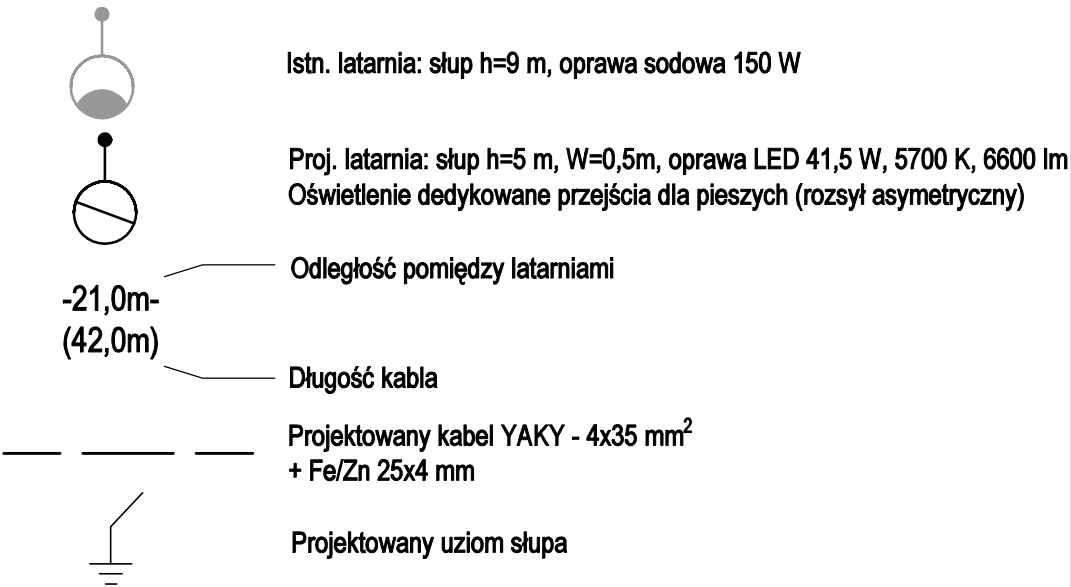 Istn. latarnia: słup h=9 m, oprawa sodowa 150 W
Proj. latarnia: słup h=5 m, W=0,5m, oprawa LED 41,5 W, 5700 K, 6600 lm
Oświetlenie dedykowane przejścia dla pieszych (rozsył asymetryczny)
Odległość pomiędzy latarniami
-21,0m-
(42,0m)
Długość kabla
Projektowany kabel YAKY - 4x35 mm²
+ Fe/Zn 25x4 mm
Projektowany uziom słupa